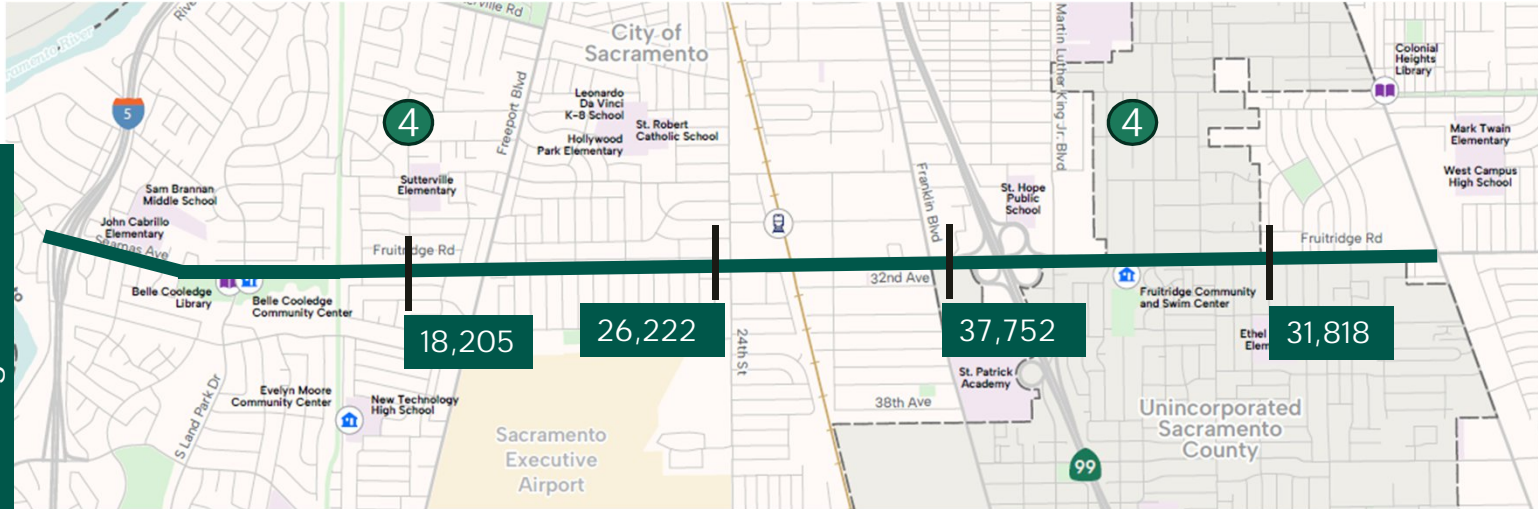 City of
Sacramento
Freeport Blvd
Leonardo
Da Vinci
K-8 School
St. Robert
Catholic School
Hollywood
Park Elementary
Martin Luther King Jr. Blvd
Colonial
Heights
Library
5
4
4
Mark Twain
Elementary
West Campus
High School
Sutterville
Elementary
Sam Brannan
Middle School
John Cabrillo
Elementary
Seamas Ave
Fruitridge Rd
Franklin Blvd
St. Hope
Public
School
Fruitridge Rd
32nd Ave
Belle Cooledge
Library
Belle Cooledge
Community Center
Fruitridge Community
and Swim Center
18,205
26,222
37,752
31,818
Ethel
Elem
24th St
St. Patrick
Academy
38th Ave
S Land Park Dr
Evelyn Moore
Community Center
New Technology
High School
Sacramento
Executive
Airport
Unincorporated
Sacramento
County
99